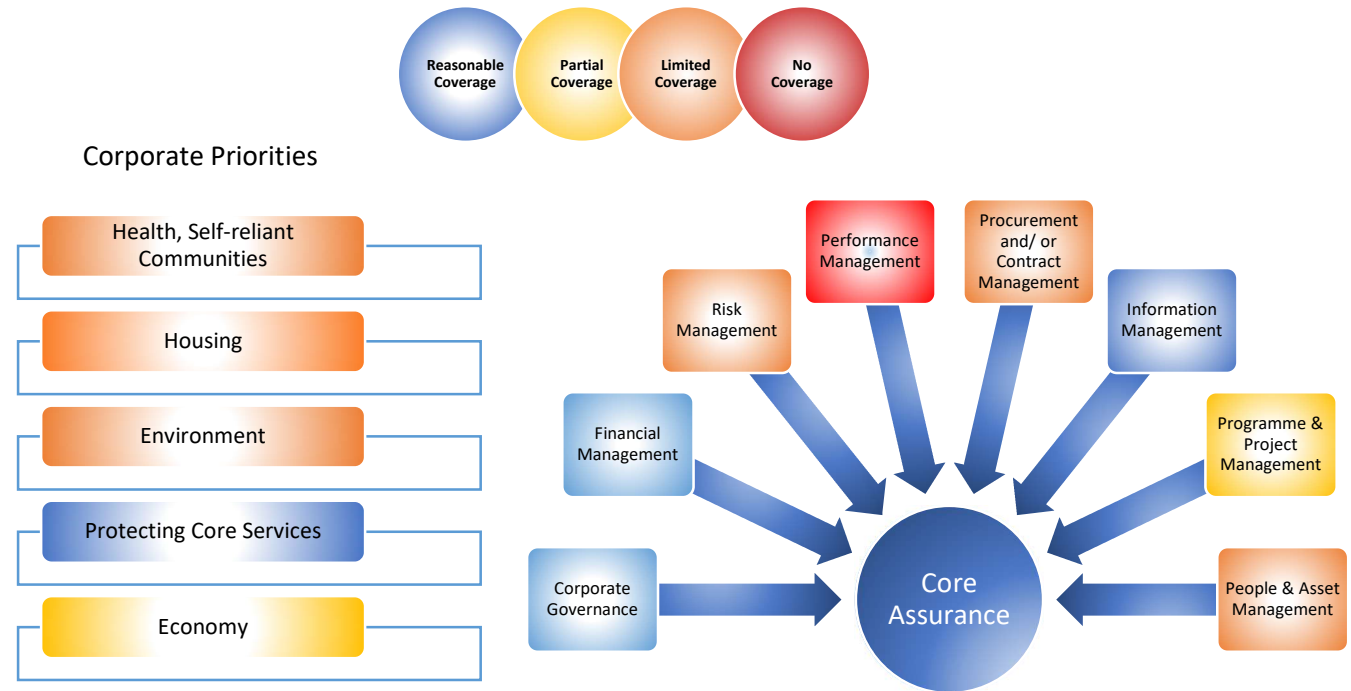 Reasonable
Coverage
Partial
Coverage
Limited
Coverage
No
Coverage
Corporate Priorities
Health, Self-reliant
Communities
Housing
Environment
Protecting Core Services
Economy
Corporate
Governance
Financial
Management
Risk
Management
Performance
Management
Procurement
and/ or
Contract
Management
Information
Management
Programme &
Project
Management
People & Asset
Management
Core
Assurance